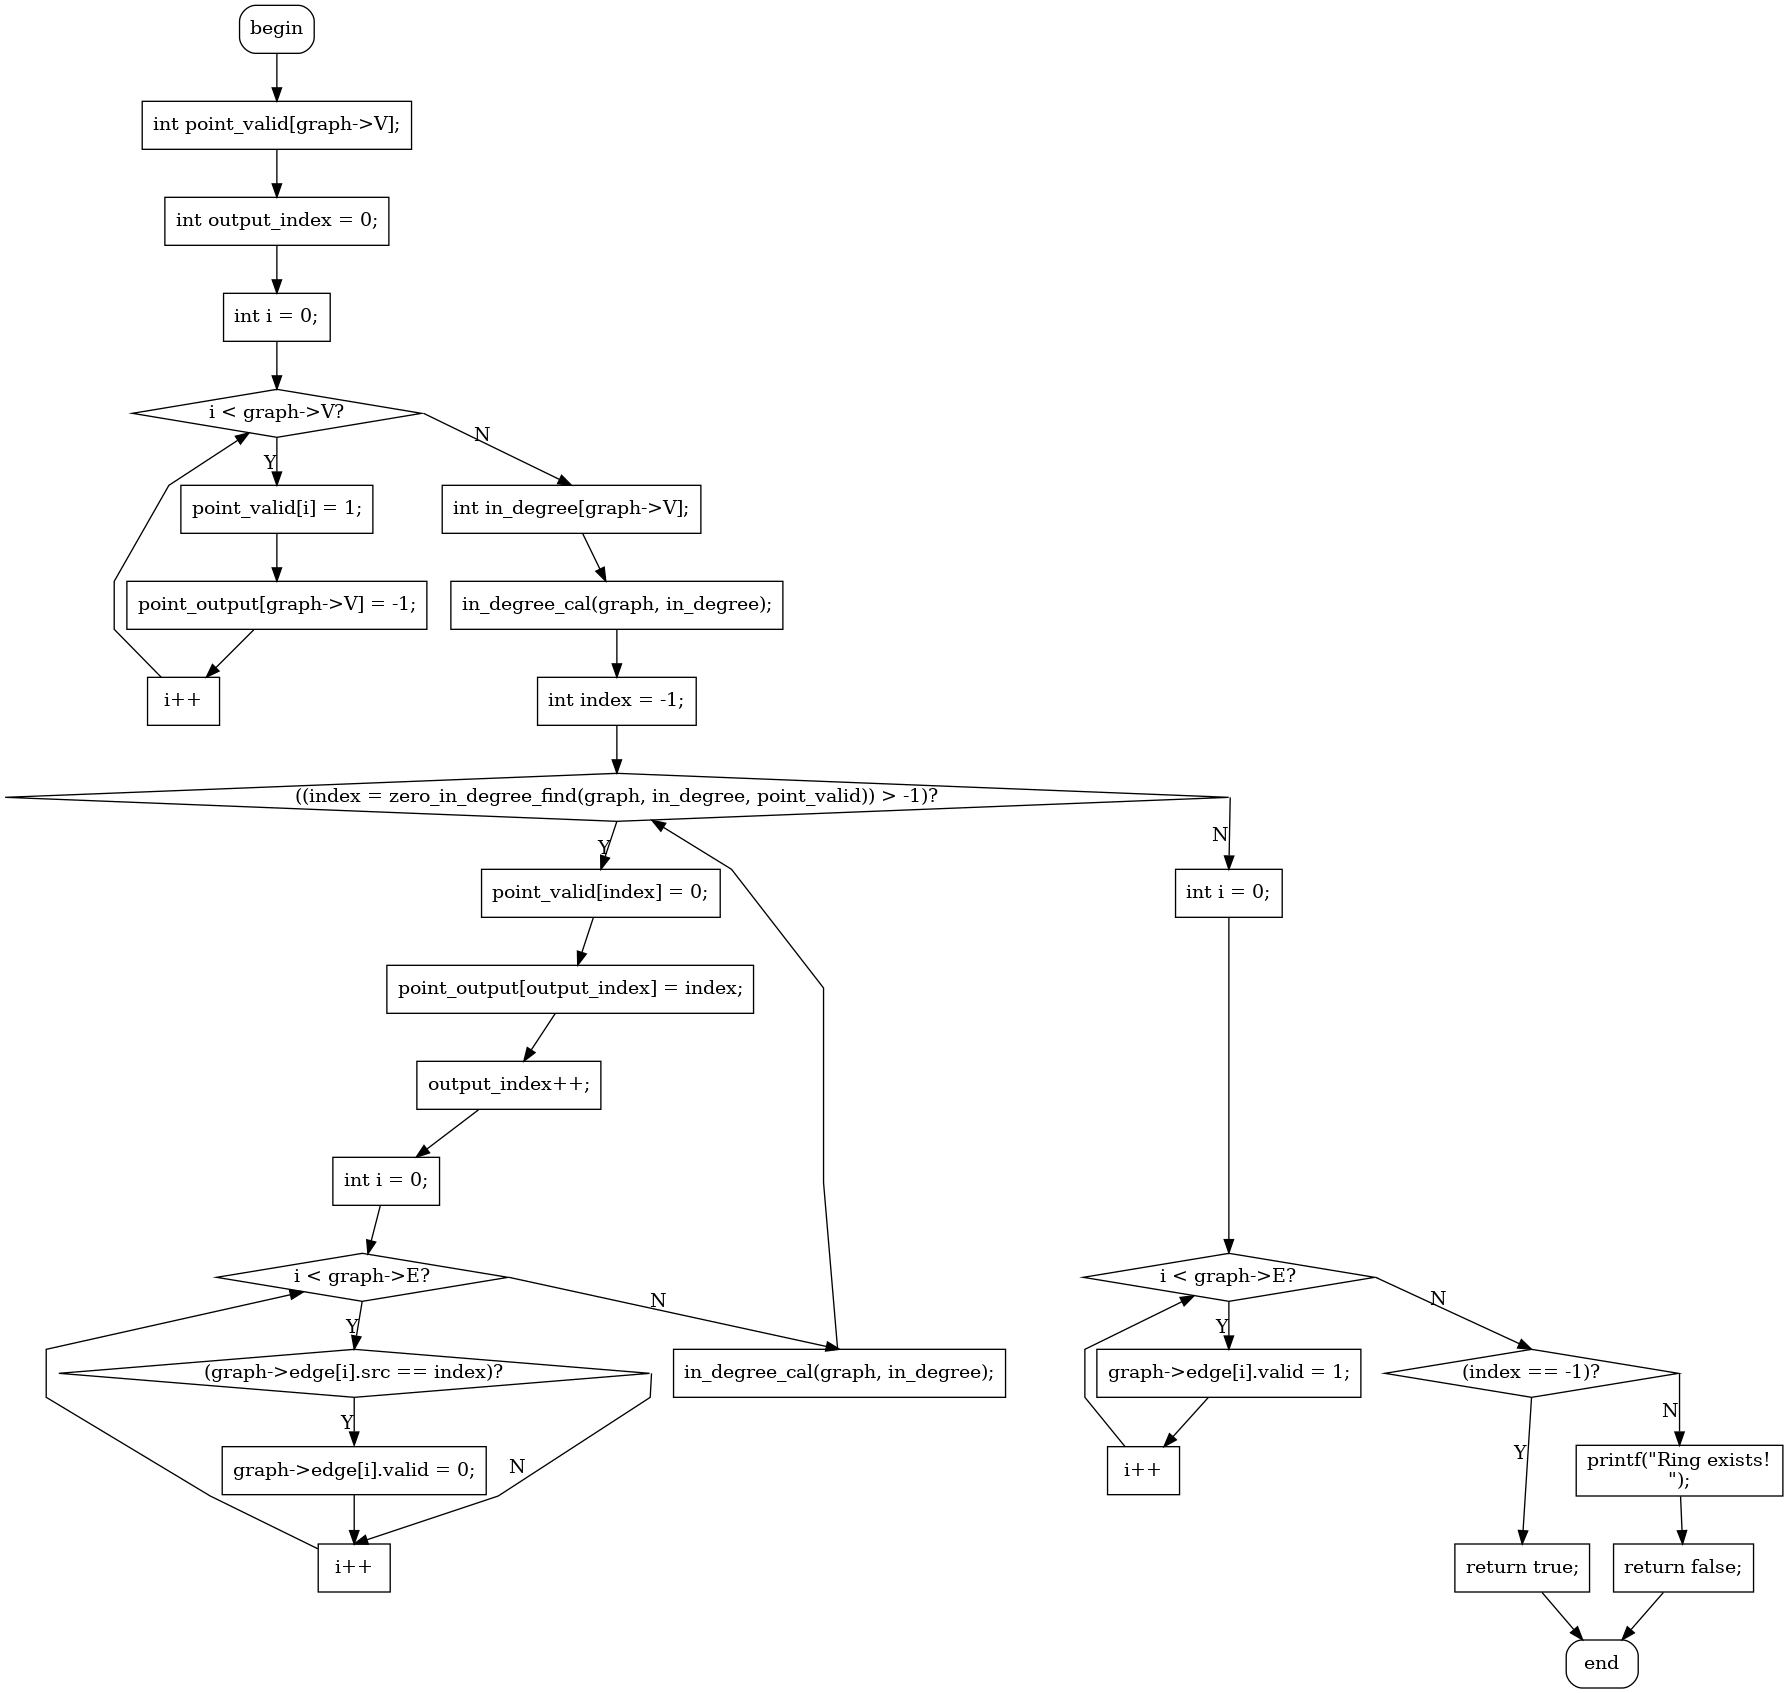 begin
int point_valid[graph->V];
int output_index = 0;
int i = 0;
i < graph->V?
Y
N
point_valid[i] = 1;
int in_degree[graph->V];
point_output[graph->V] = -1;
in_degree_cal(graph, in_degree);
i++
int index = -1;
((index = zero_in_degree_find(graph, in_degree, point_valid)) > -1)?
Y
N
point_valid[index] = 0;
int i = 0;
point_output[output_index] = index;
output_index++;
int i = 0;
i < graph->E?
i < graph->E?
Y
N
Y
N
(graph->edge[i].src == index)?
in_degree_cal(graph, in_degree);
graph->edge[i].valid = 1;
(index == -1)?
Y
N
Y
N
graph->edge[i].valid = 0;
i++
printf("Ring exists!
");
i++
return true;
return false;
end